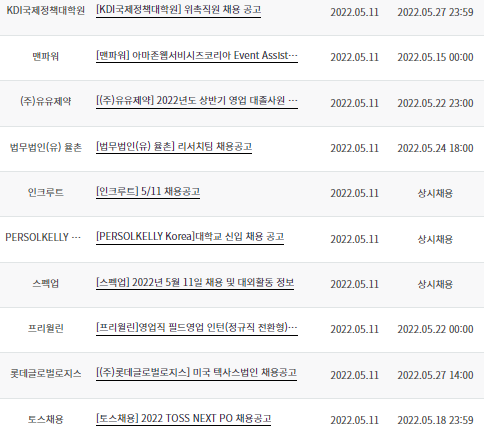 KDI국제정책대학원 [KDI국제정책대학원] 위촉직원 채용 공고 2022.05.11 2022.05.27 23:59
맨파워 [맨파워] 아마존웹서비시즈코리아 Event Assist⋯ 2022.05.11 2022.05.15 00:00
(주)유유제약 [(주)유유제약] 2022년도 상반기 영업 대졸사원 ⋯ 2022.05.11 2022.05.22 23:00
법무법인(유) 율촌 [법무법인(유) 율촌] 리서치팀 채용공고 2022.05.11 2022.05.24 18:00
인크루트 [인크루트] 5/11 채용공고 2022.05.11 상시채용
PERSOLKELLY ⋯ [PERSOLKELLY Korea]대학교 신입 채용 공고 2022.05.11 상시채용
스펙업 [스펙업] 2022년 5월 11일 채용 및 대외활동 정보 2022.05.11 상시채용
프리윌린 [프리윌린]영업직 필드영업 인턴(정규직 전환형)⋯ 2022.05.11 2022.05.22 00:00
롯데글로벌로지스 [(주)롯데글로벌로지스] 미국 텍사스법인 채용공고 2022.05.11 2022.05.27 14:00
토스채용 [토스채용] 2022 TOSS NEXT PO 채용공고 2022.05.11 2022.05.18 23:59